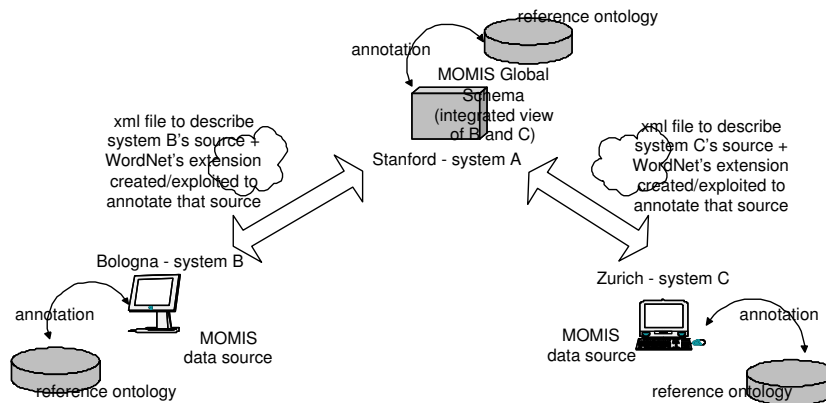 reference ontology
annotation
MOMIS Global
Schema
(integrated view
of B and C)
Stanford - system A
xml file to describe
system B's source +
WordNet's extension
created/exploited to
annotate that source
xml file to describe
system C's source +
WordNet's extension
created/exploited to
annotate that source
Bologna - system B
annotation
MOMIS
data source
reference ontology
Zurich - system C
annotation
MOMIS
data source
reference ontology